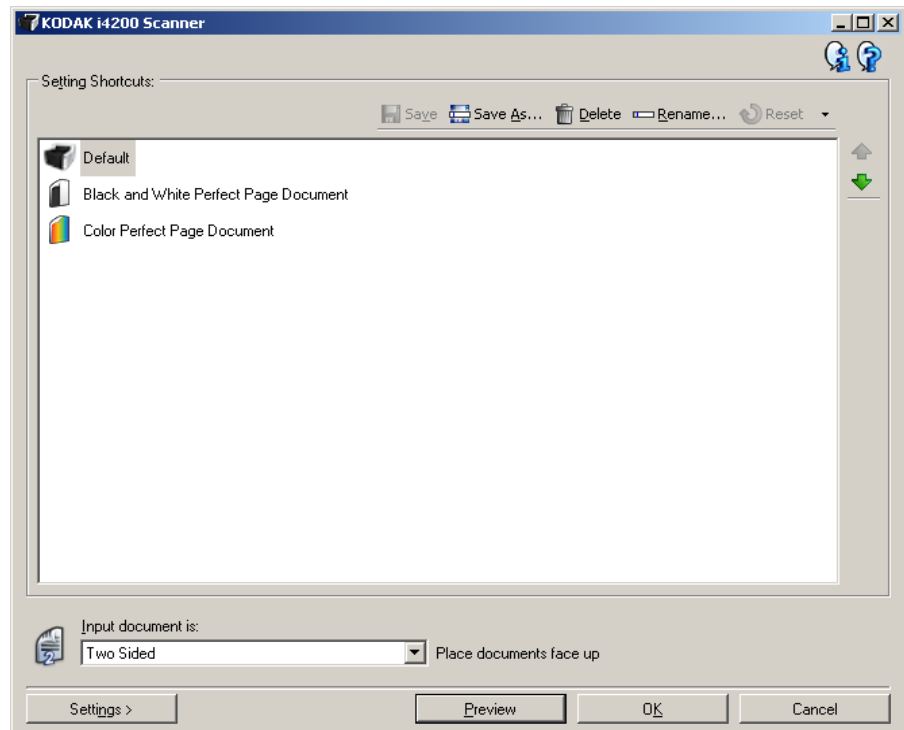 KODAK i4200 Scanner
Setting Shortcuts:
Save Save As... Delete Rename... Reset
Default
Black and White Perfect Page Document
Color Perfect Page Document
Input document is:
2
Two Sided Place documents face up
Settings > Preview OK Cancel